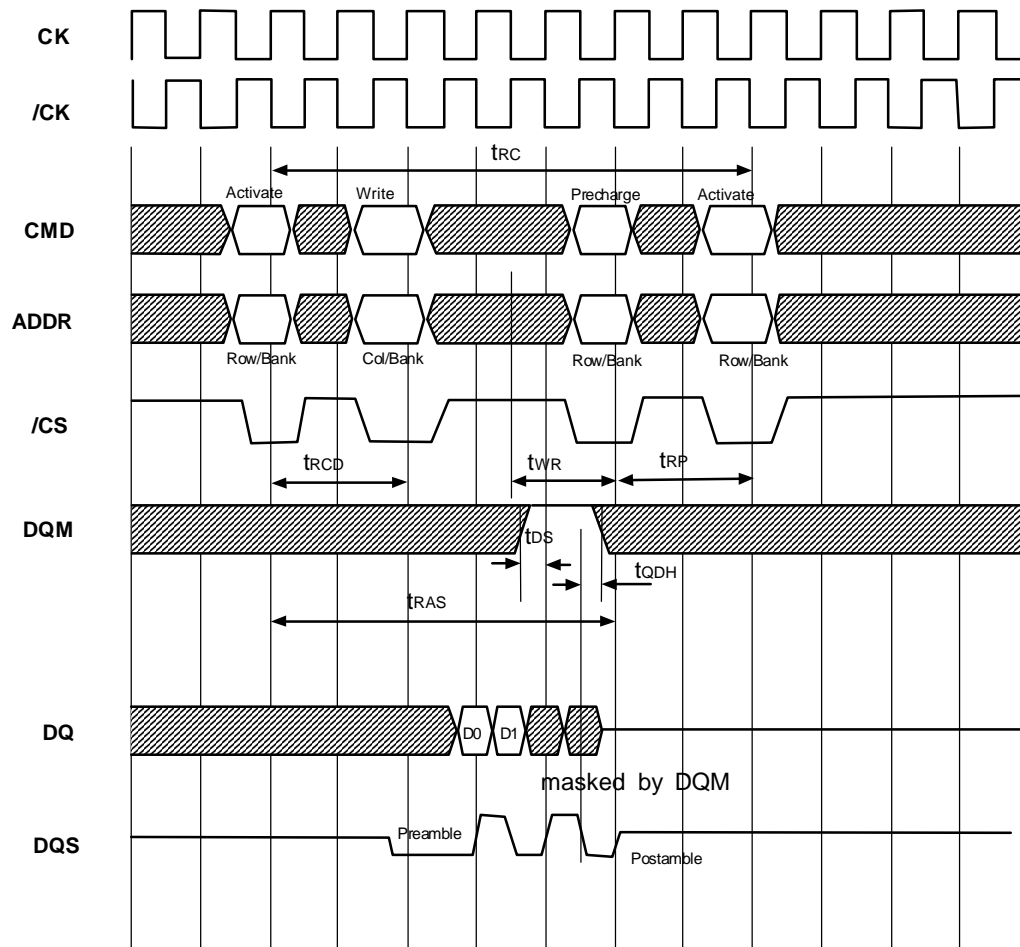 CK
/CK
tRC
Activate Write Precharge Activate
CMD
ADDR
Row/Bank Col/Bank Row/Bank Row/Bank
/CS
tRCD tWR tRP
DQM
tDS
tQDH
tRAS
DQ
D0 D1
masked by DQM
DQS
Preamble
Postamble